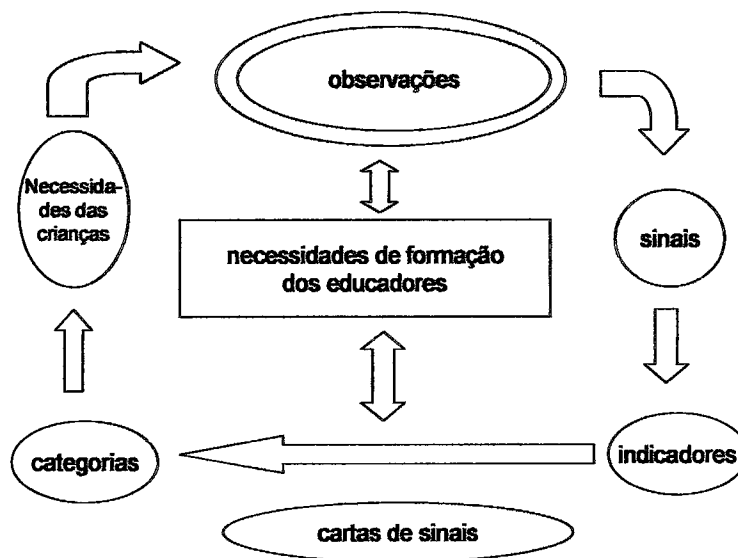 observações
Necessida-
des das
crianças
sinais
necessidades de formação
dos educadores
categorias
indicadores
cartas de sinais